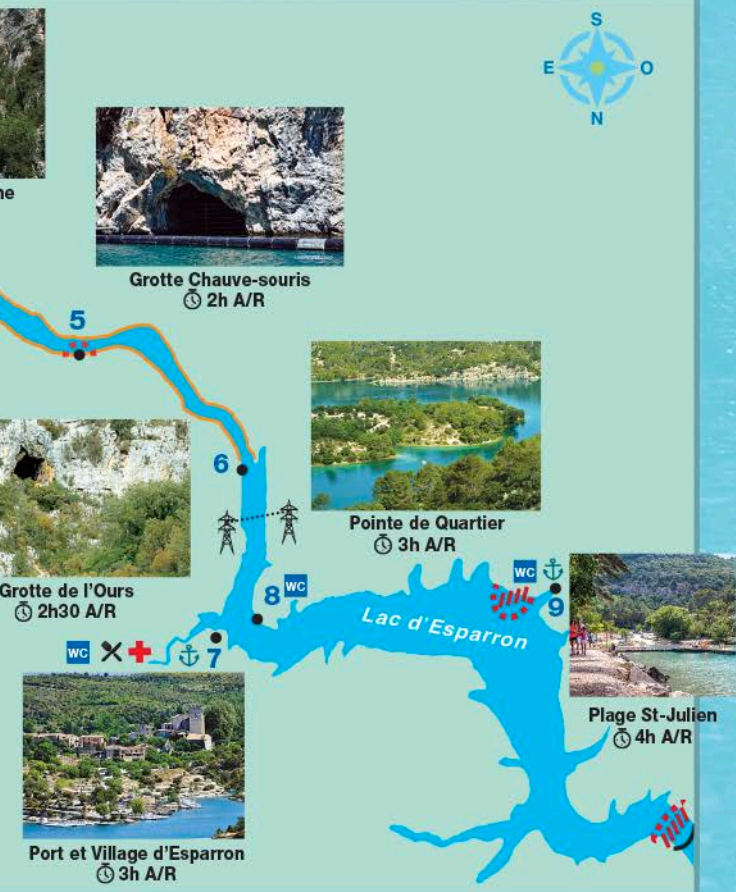 S
E
O
N
ne
Grotte Chauve-souris
2h A/R
5
6
Pointe de Quartier
3h A/R
Grotte de l'Ours
2h30 A/R
8 WC
WC
9
Lac d'Esparron
WC
7
Plage St-Julien
4h A/R
Port et Village d'Esparron
3h A/R